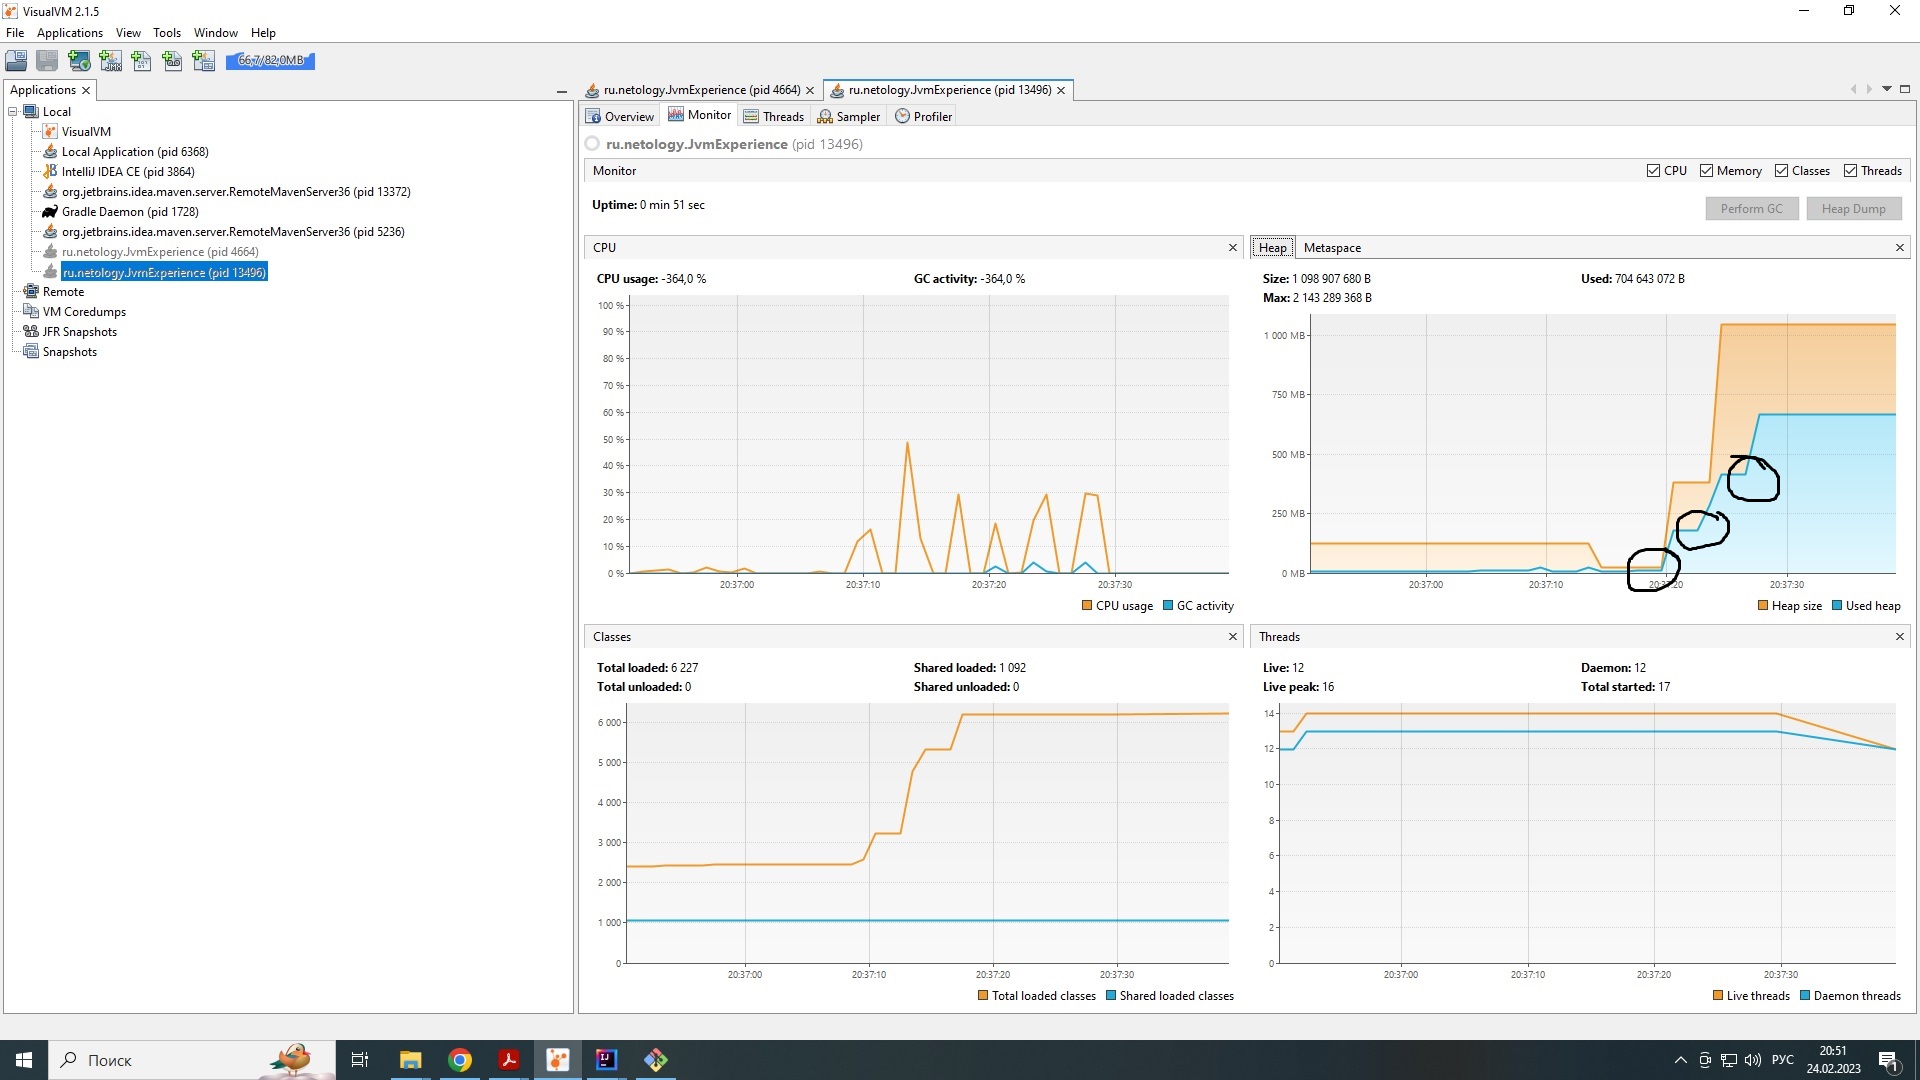 VisualVM 2.1.5
File Applications View Tools Window Help
66,7/82,0MB
Applications
Local
VisualVM
Local Application (pid 6368)
IntelliJ IDEA CE (pid 3864)
org.jetbrains.idea.maven.server.RemoteMavenServer36 (pid 13372)
Gradle Daemon (pid 1728)
org.jetbrains.idea.maven.server.RemoteMavenServer36 (pid 5236)
ru.netology.JvmExperience (pid 4664)
ru.netology.JvmExperience (pid 13496)
Remote
VM Coredumps
JFR Snapshots
Snapshots
ru.netology.JvmExperience (pid 4664) ru.netology.JvmExperience (pid 13496)
Overview Monitor Threads Sampler Profiler
ru.netology.JvmExperience (pid 13496)
Monitor CPU Memory Classes Threads
Uptime: 0 min 51 sec Perform GC Heap Dump
CPU
CPU usage: -364,0 % GC activity: -364,0 %
100 %
90 %
80 %
70 %
60 %
50 %
40 %
30 %
20 %
10 %
0 %
20:37:00 20:37:10 20:37:20 20:37:30
CPU usage GC activity
Heap Metaspace
Size: 1 098 907 680 B Used: 704 643 072 B
Max: 2 143 289 368 B
1 000 MB
750 MB
500 MB
250 MB
0 MB
20:37:00 20:37:10 20:37:20 20:37:30
Heap size Used heap
Classes
Total loaded: 6 227 Shared loaded: 1 092
Total unloaded: 0 Shared unloaded: 0
6 000
5 000
4 000
3 000
2 000
1 000
0
20:37:00 20:37:10 20:37:20 20:37:30
Total loaded classes Shared loaded classes
Threads
Live: 12 Daemon: 12
Live peak: 16 Total started: 17
14
12
10
8
6
4
2
0
20:37:00 20:37:10 20:37:20 20:37:30
Live threads Daemon threads
Поиск
РУС
20:51
24.02.2023
1